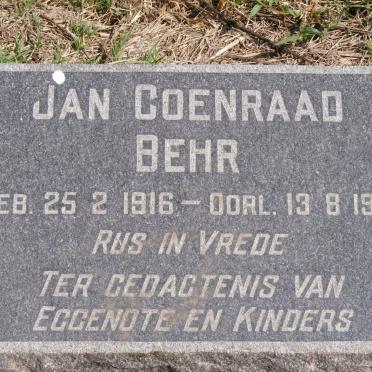 JAN COENRAAD
BEHR
EB. 25 2 1916 - OORL. 13 8 19
RUS IN VREDE
TER GEDAGTENIS VAN
EGGENOTE EN KINDERS